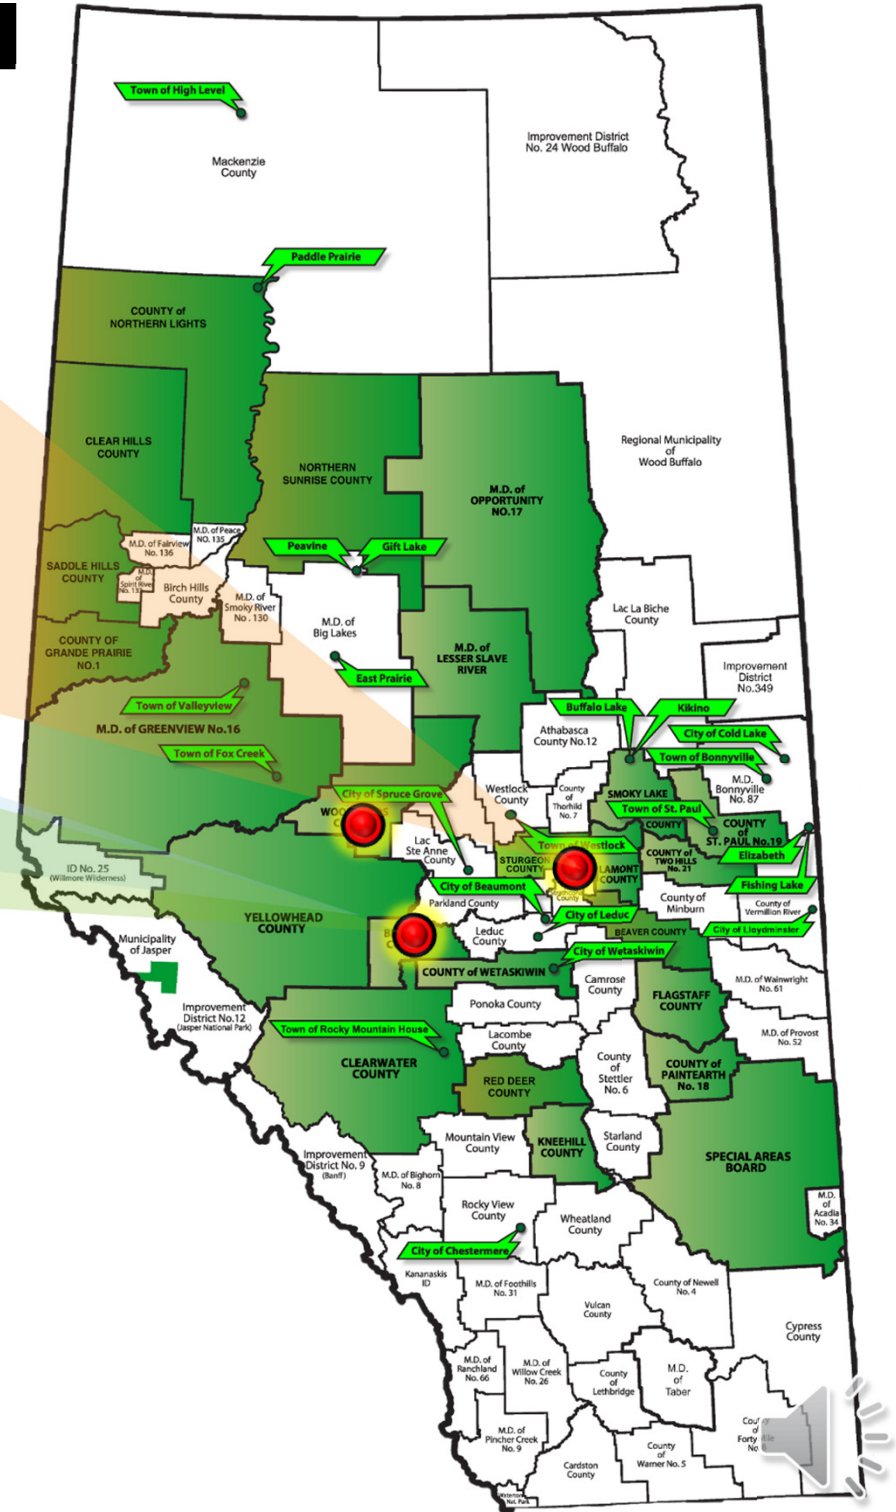 Town of High Level
Mackenzie
County
Improvement District
No. 24 Wood Buffalo
Paddle Prairie
COUNTY of
NORTHERN LIGHTS
CLEAR HILLS
COUNTY
NORTHERN
SUNRISE COUNTY
M.D. of
OPPORTUNITY
NO.17
Regional Municipality
of
Wood Buffalo
M.D. of Peace
NO. 135
M.D. of Fairview
No. 136
Peavine
Gift Lake
SADDLE HILLS
COUNTY
M.D.
of
Spirit River
No. 133
Birch Hills
County
M.D. of
Smoky River
No. 130
M.D. of
Big Lakes
Lac La Biche
County
COUNTY OF
GRANDE PRAIRIE
NO.1
M.D. of
LESSER SLAVE
RIVER
East Prairie
Improvement
District
No.349
Town of Valleyview
M.D. of GREENVIEW No.16
Buffalo Lake
Kikino
Athabasca
County No.12
City of Cold Lake
Town of Fox Creek
Town of Bonnyville
M.D.
Bonnyville
No. 87
City of Spruce Grove
Westlock
County
County
of
Thorhild
No. 7
SMOKY LAKE
COUNTY
Town of St. Paul
COUNTY
of
ST. PAUL No.19
Lac
Ste Anne
County
Town of Westlock
STURGEON
COUNTY
LAMONT
COUNTY
COUNTY of
TWO HILLS
No. 21
Elizabeth
ID No. 25
(Willmore Wilderness)
City of Beaumont
Fishing Lake
Parkland County
County
County of
Minburn
County of
Vermillion River
YELLOWHEAD
COUNTY
City of Leduc
Leduc
County
BEAVER COUNTY
City of Lloydminster
Municipality
of Jasper
City of Wetaskiwin
COUNTY of WETASKIWIN
Camrose
County
M.D. of Wainwright
No. 61
Improvement
District No.12
(Jasper National Park)
Ponoka County
FLAGSTAFF
COUNTY
Town of Rocky Mountain House
Lacombe
County
M.D. of Provost
No. 52
CLEARWATER
COUNTY
County
of
Stettler
No. 6
COUNTY of
PAINTEARTH
No. 18
RED DEER
COUNTY
Mountain View
County
KNEEHILL
COUNTY
Starland
County
SPECIAL AREAS
BOARD
Improvement
District No. 9
(Banff)
M.D. of Bighorn
No. 8
Rocky View
County
Wheatland
County
M.D.
of
Acadia
No. 34
City of Chestermere
Kananaskis
ID
M.D. of Foothills
No. 31
County of Newell
No. 4
Vulcan
County
Cypress
County
M.D. of
Ranchland
No. 66
M.D. of
Willow Creek
No. 26
County
of
Lethbridge
M.D.
of
Taber
M.D. of
Pincher Creek
No. 9
Cardston
County
County
of
Warner No. 5
Waterton
Nat. Park